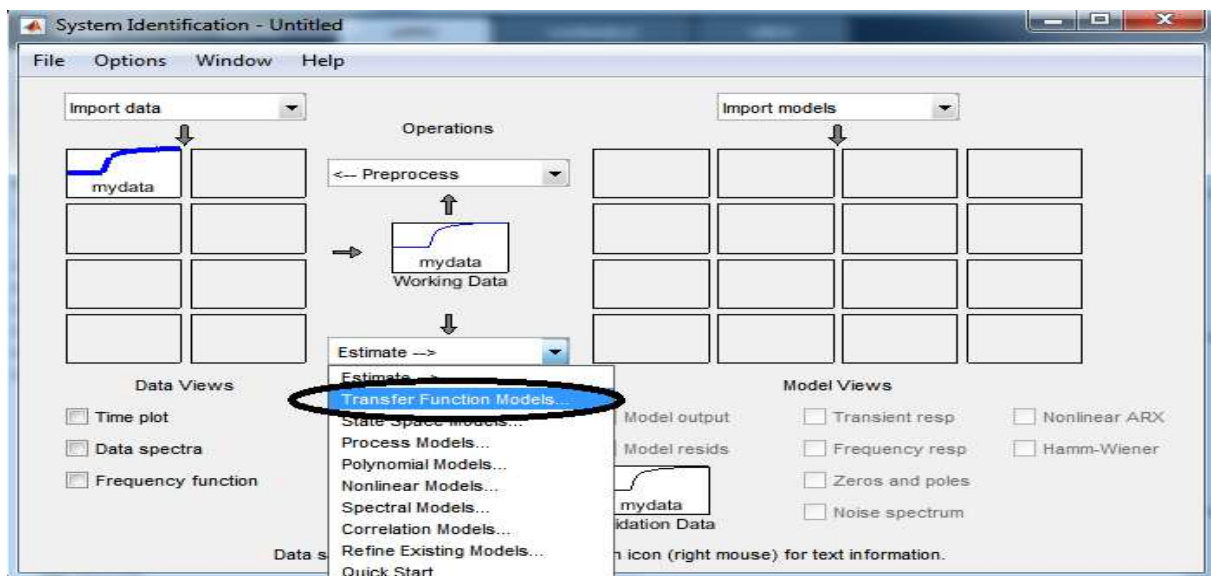 System Identification - Untitled
File Options Window Help
Import data
Import models
Operations
mydata
<-- Preprocess
mydata
Working Data
Estimate -->
Estimate -->
Transfer Function Models...
State Space Models...
Process Models...
Polynomial Models...
Nonlinear Models...
Spectral Models...
Correlation Models...
Refine Existing Models...
Quick Start
Data Views
Time plot
Data spectra
Frequency function
Model Views
Model output
Transient resp
Nonlinear ARX
Model resids
Frequency resp
Hamm-Wiener
Zeros and poles
Noise spectrum
mydata
idation Data
Data s
n icon (right mouse) for text information.